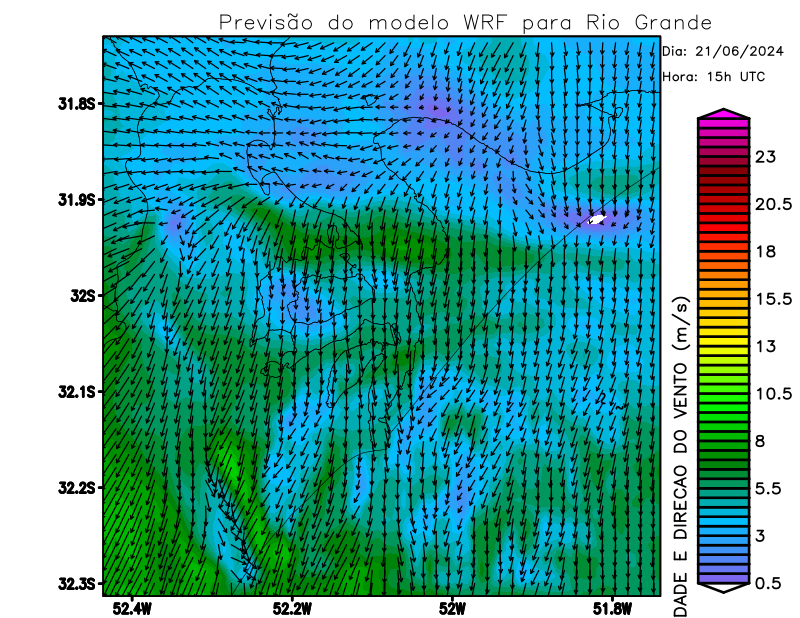 Previsão do modelo WRF para Rio Grande
Dia: 21/06/2024
Hora: 15h UTC
31.8S
31.9S
32S
32.1S
32.2S
32.3S
52.4W
52.2W
52W
51.8W
23
20.5
18
15.5
13
10.5
8
5.5
3
0.5
DADE E DIRECAO DO VENTO (m/s)